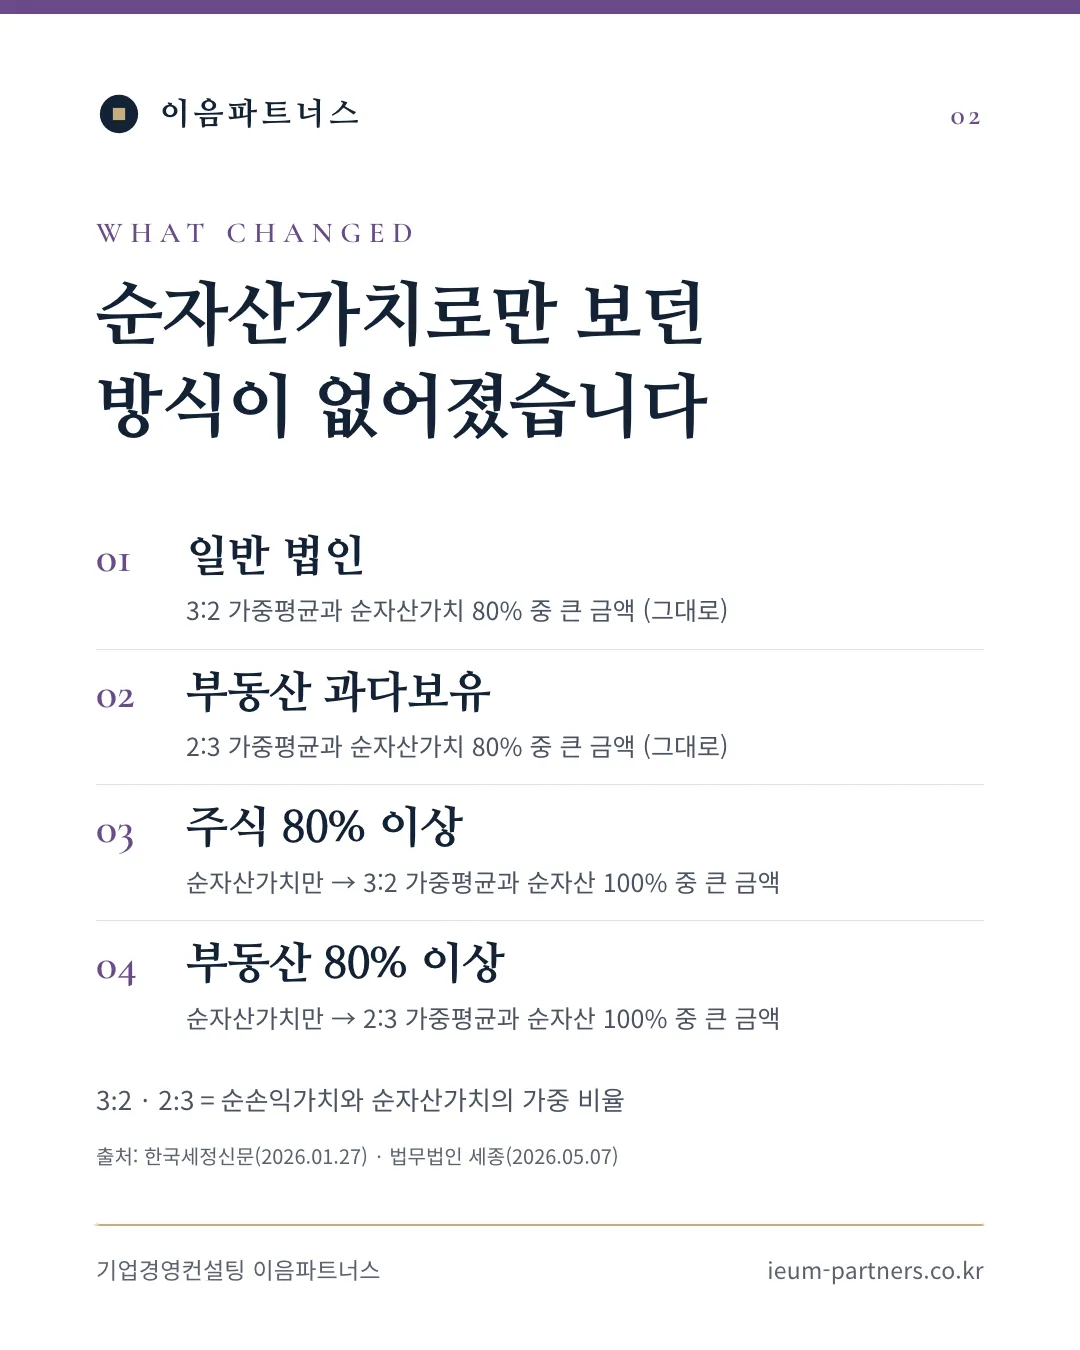 이음파트너스
02
WHAT CHANGED
순자산가치로만 보던
방식이 없어졌습니다
01 일반 법인
3:2 가중평균과 순자산가치 80% 중 큰 금액 (그대로)
02 부동산 과다보유
2:3 가중평균과 순자산가치 80% 중 큰 금액 (그대로)
03 주식 80% 이상
순자산가치만 → 3:2 가중평균과 순자산 100% 중 큰 금액
04 부동산 80% 이상
순자산가치만 → 2:3 가중평균과 순자산 100% 중 큰 금액
3:2 · 2:3 = 순손익가치와 순자산가치의 가중 비율
출처: 한국세정신문(2026.01.27) · 법무법인 세종(2026.05.07)
기업경영컨설팅 이음파트너스
ieum-partners.co.kr